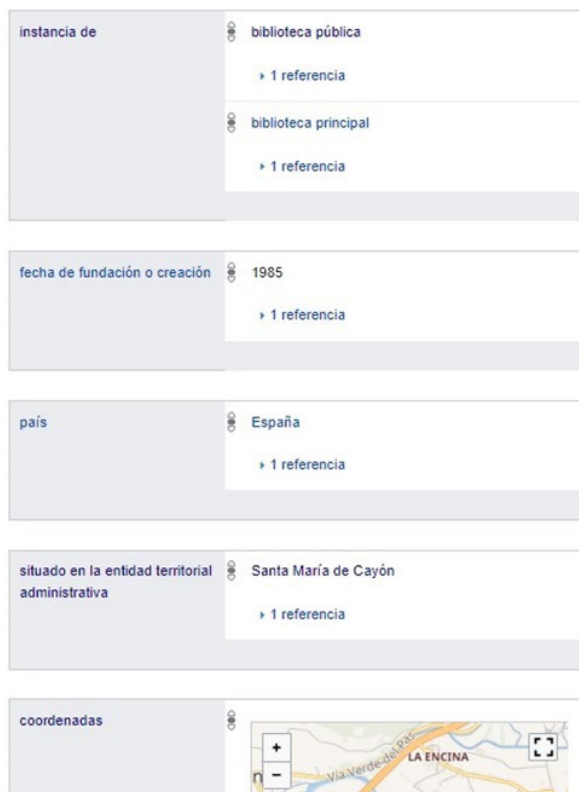 instancia de
biblioteca pública
1 referencia
biblioteca principal
1 referencia
fecha de fundación o creación
1985
1 referencia
país
España
1 referencia
situado en la entidad territorial
administrativa
Santa María de Cayón
1 referencia
coordenadas
+
LA ENCINA
Vía Verde del Pas
−